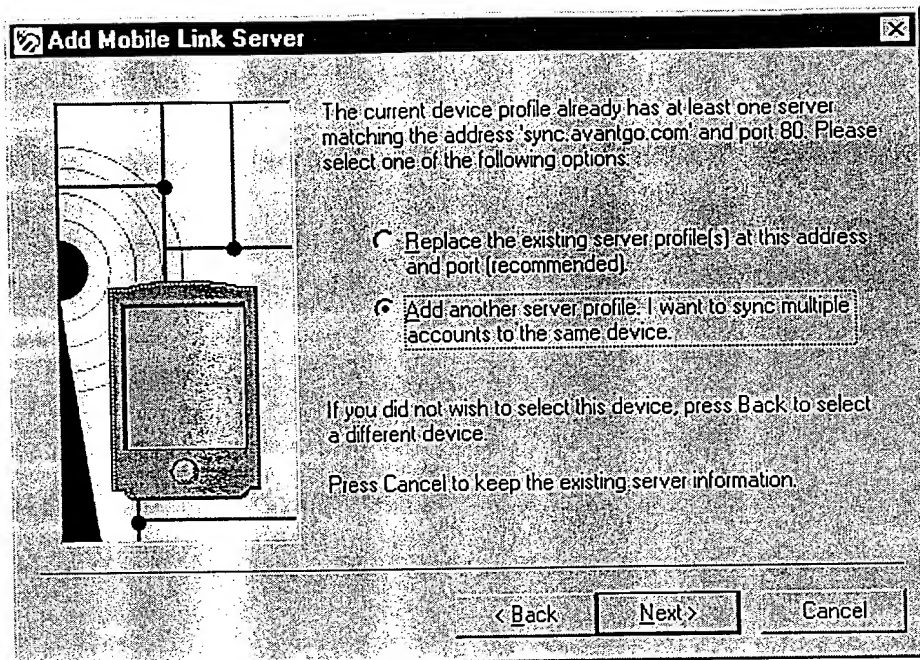 Add Mobile Link Server
The current device profile already has at least one server
matching the address 'sync.avantgo.com' and port 80. Please
select one of the following options:
Replace the existing server profile(s) at this address
and port (recommended).
Add another server profile. I want to sync multiple
accounts to the same device.
If you did not wish to select this device, press Back to select
a different device.
Press Cancel to keep the existing server information.
< Back
Next >
Cancel